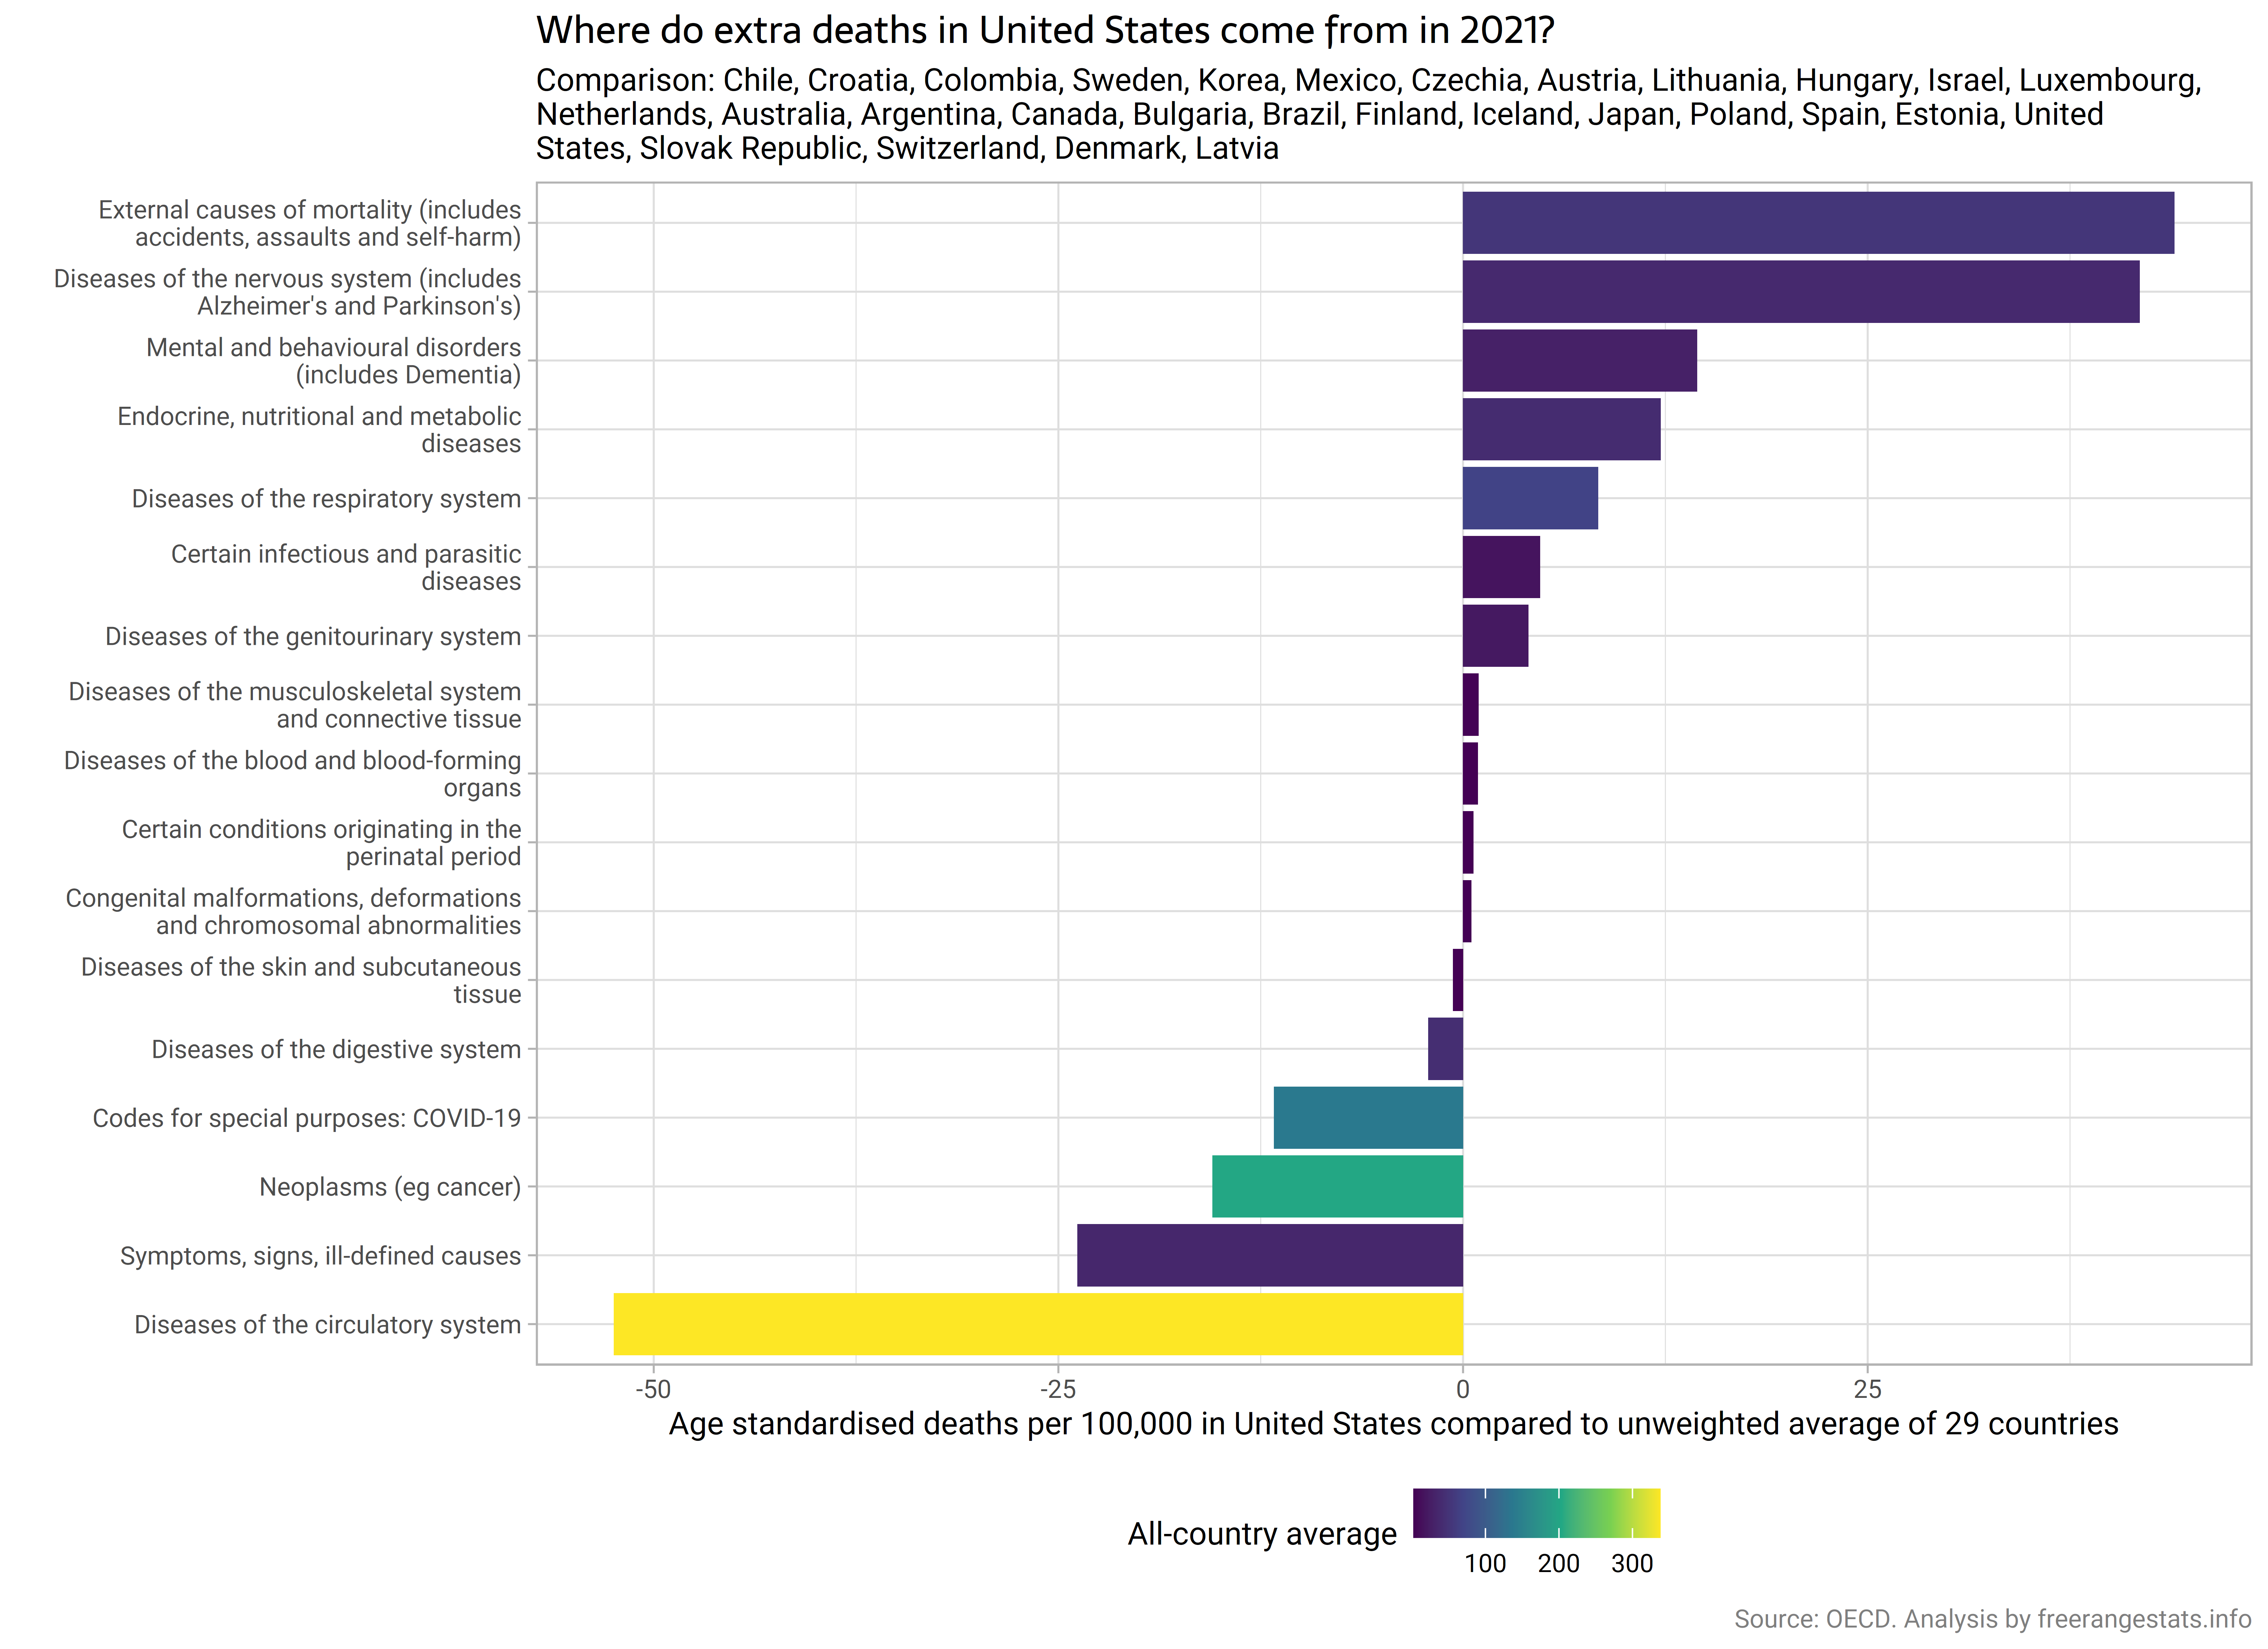 Where do extra deaths in United States come from in 2021?
Comparison: Chile, Croatia, Colombia, Sweden, Korea, Mexico, Czechia, Austria, Lithuania, Hungary, Israel, Luxembourg,
Netherlands, Australia, Argentina, Canada, Bulgaria, Brazil, Finland, Iceland, Japan, Poland, Spain, Estonia, United
States, Slovak Republic, Switzerland, Denmark, Latvia
External causes of mortality (includes
accidents, assaults and self-harm)
Diseases of the nervous system (includes
Alzheimer's and Parkinson's)
Mental and behavioural disorders
(includes Dementia)
Endocrine, nutritional and metabolic
diseases
Diseases of the respiratory system
Certain infectious and parasitic
diseases
Diseases of the genitourinary system
Diseases of the musculoskeletal system
and connective tissue
Diseases of the blood and blood-forming
organs
Certain conditions originating in the
perinatal period
Congenital malformations, deformations
and chromosomal abnormalities
Diseases of the skin and subcutaneous
tissue
Diseases of the digestive system
Codes for special purposes: COVID-19
Neoplasms (eg cancer)
Symptoms, signs, ill-defined causes
Diseases of the circulatory system
-50 -25 0 25
Age standardised deaths per 100,000 in United States compared to unweighted average of 29 countries
All-country average
100 200 300
Source: OECD. Analysis by freerangestats.info